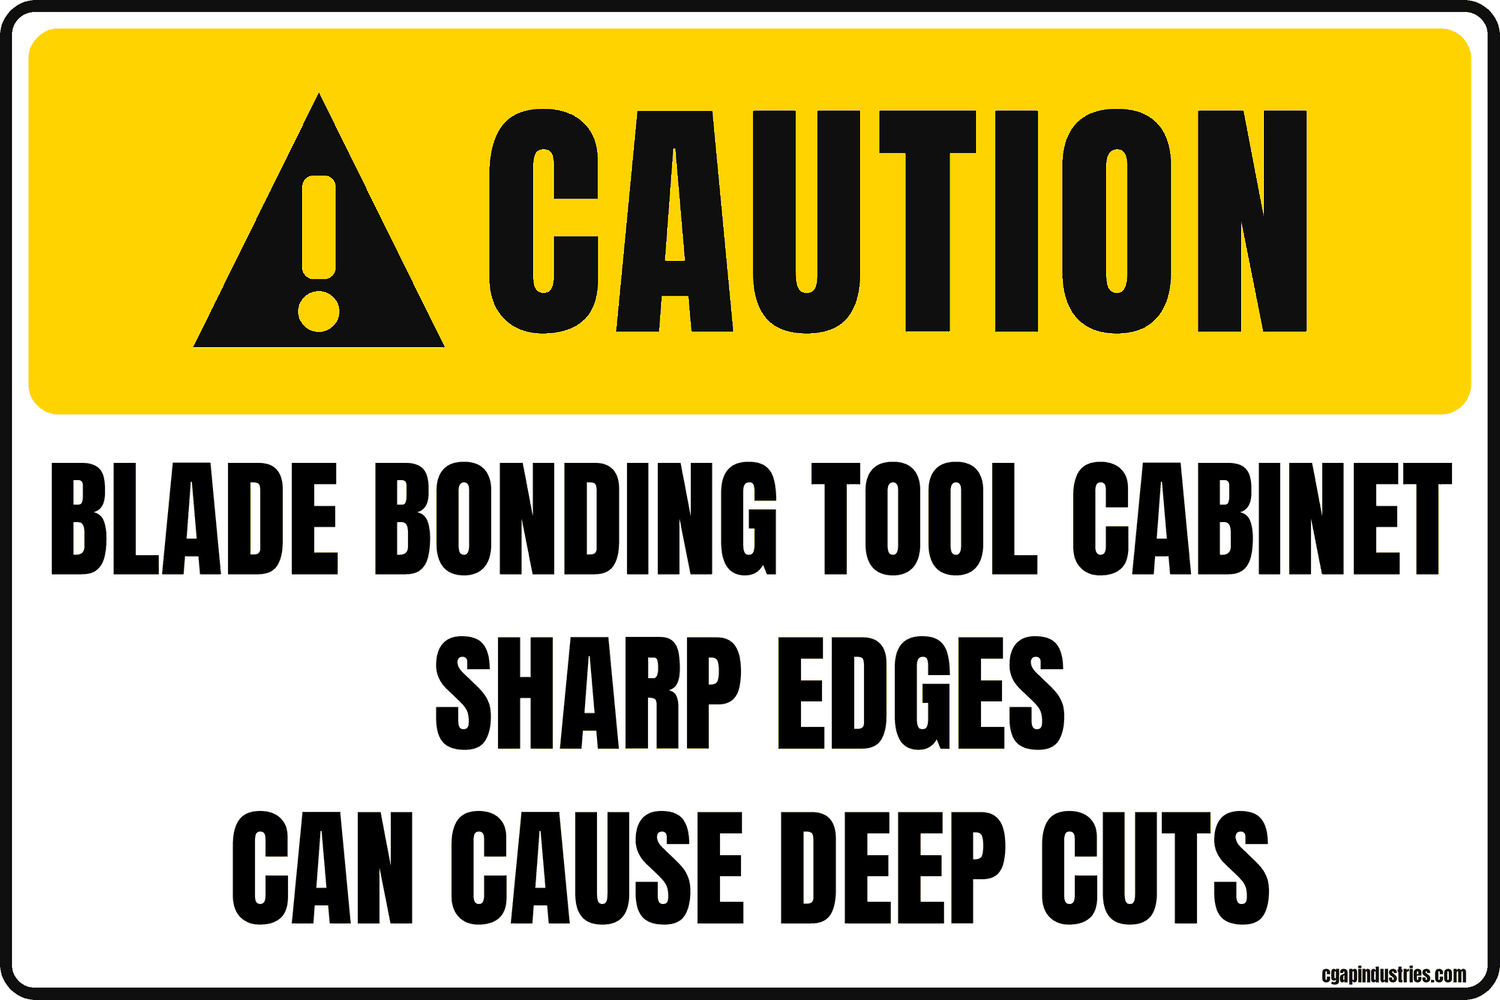 CAUTION
BLADE BONDING TOOL CABINET
SHARP EDGES
CAN CAUSE DEEP CUTS
cgapindustries.com